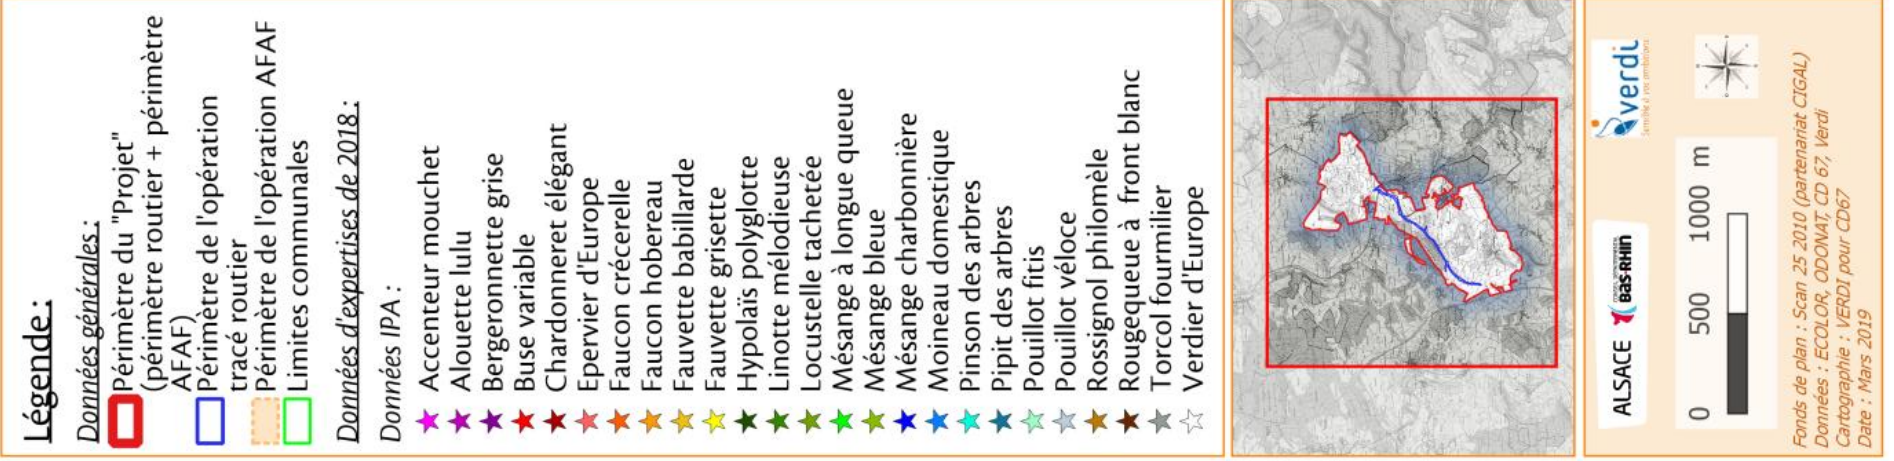 Légende :
Données générales :
Périmètre du "Projet"
(périmètre routier + périmètre
AFAF)
Périmètre de l'opération
tracé routier
Périmètre de l'opération AFAF
Limites communales
Données d'expertises de 2018 :
Données IPA :
Accenteur mouchet
Alouette lulu
Bergeronnette grise
Buse variable
Chardonneret élégant
Epervier d'Europe
Faucon crécerelle
Faucon hobereau
Fauvette babillarde
Fauvette grisette
Hypolaïs polyglotte
Linotte mélodieuse
Locustelle tachetée
Mésange à longue queue
Mésange bleue
Mésange charbonnière
Moineau domestique
Pinson des arbres
Pipit des arbres
Pouillot fitis
Pouillot véloce
Rossignol philomèle
Rougequeue à front blanc
Torcol fourmilier
Verdier d'Europe
ALSACE
BAS-RHIN
verdi
0 500 1000 m
Fonds de plan : Scan 25 2010 (partenariat CIGAL)
Données : ECOLOR, ODONAT, CD 67, Verdi
Cartographie : VERDI pour CD67
Date : Mars 2019